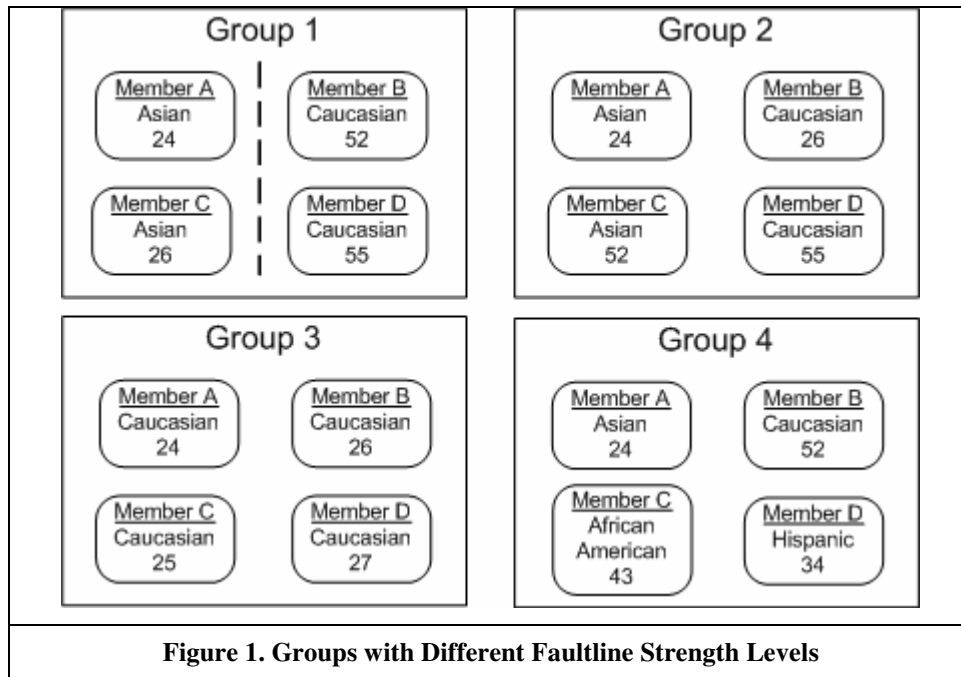 Group 1
Member A
Asian
24
Member B
Caucasian
52
Member C
Asian
26
Member D
Caucasian
55
Group 2
Member A
Asian
24
Member B
Caucasian
26
Member C
Asian
52
Member D
Caucasian
55
Group 3
Member A
Caucasian
24
Member B
Caucasian
26
Member C
Caucasian
25
Member D
Caucasian
27
Group 4
Member A
Asian
24
Member B
Caucasian
52
Member C
African
American
43
Member D
Hispanic
34
Figure 1. Groups with Different Faultline Strength Levels